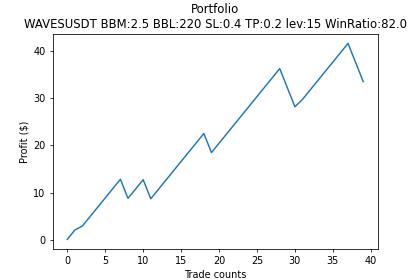 Portfolio
WAVESUSDT BBM:2.5 BBL:220 SL:0.4 TP:0.2 lev:15 WinRatio:82.0
40
30
20
10
0
Profit ($)
0 5 10 15 20 25 30 35 40
Trade counts